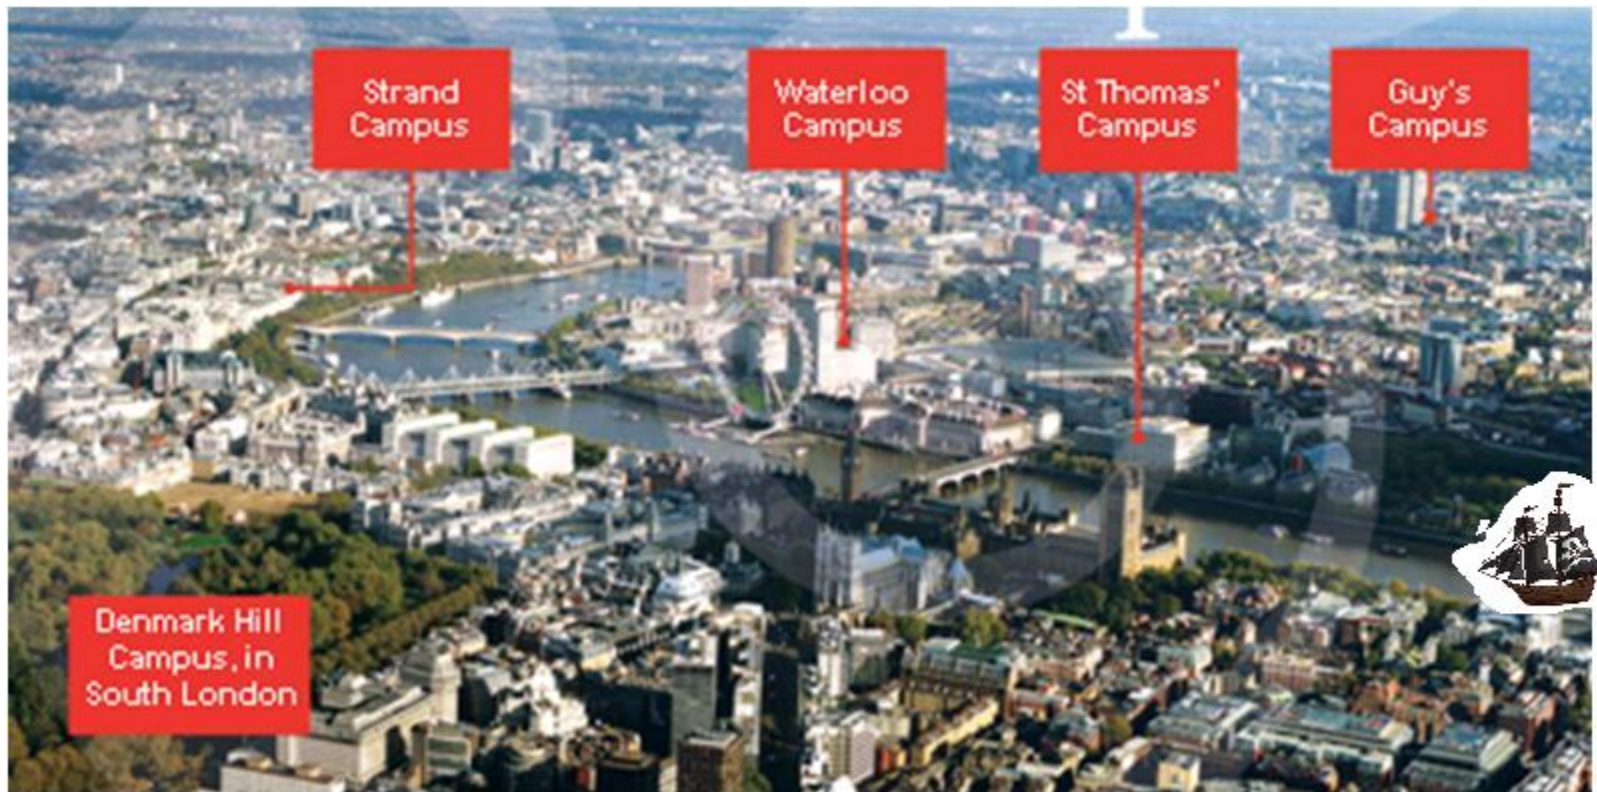 Strand
Campus
Waterloo
Campus
St Thomas'
Campus
Guy's
Campus
Denmark Hill
Campus, in
South London